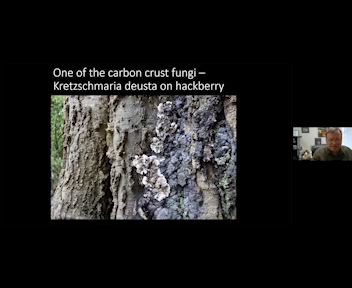 One of the carbon crust fungi –
Kretzschmaria deusta on hackberry